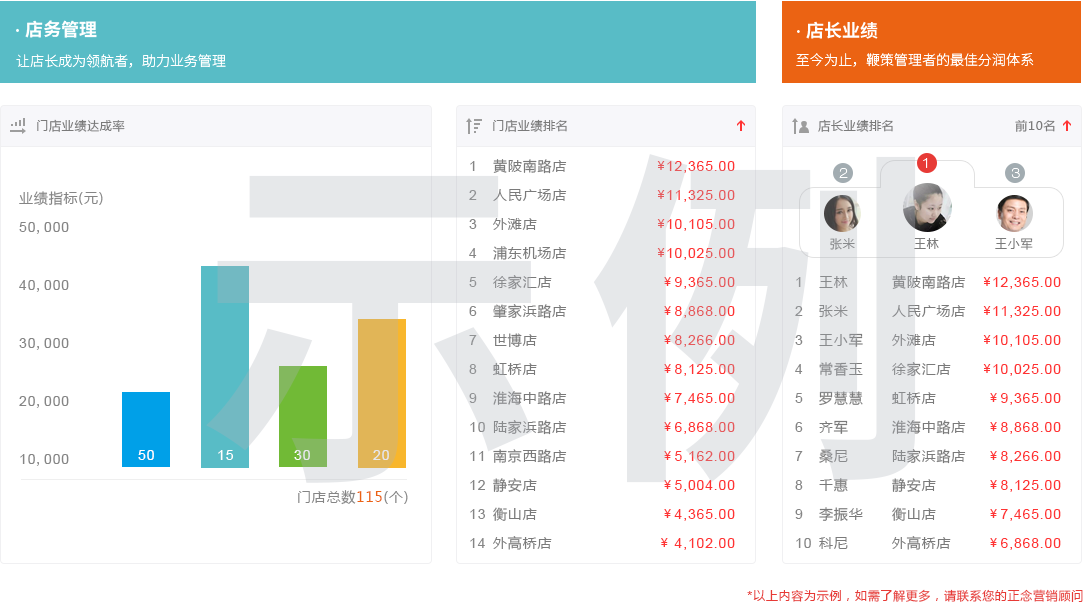 · 店务管理
让店长成为领航者，助力业务管理
· 店长业绩
至今为止，鞭策管理者的最佳分润体系
门店业绩达成率
业绩指标(元)
50, 000
40, 000
30, 000
20, 000
10, 000
50
15
30
20
门店总数115(个)
门店业绩排名
1 黄陂南路店 ¥12,365.00
2 人民广场店 ¥11,325.00
3 外滩店 ¥10,105.00
4 浦东机场店 ¥10,025.00
5 徐家汇店 ¥9,365.00
6 肇家浜路店 ¥8,868.00
7 世博店 ¥8,266.00
8 虹桥店 ¥8,125.00
9 淮海中路店 ¥7,465.00
10 陆家浜路店 ¥6,868.00
11 南京西路店 ¥5,162.00
12 静安店 ¥5,004.00
13 衡山店 ¥4,365.00
14 外高桥店 ¥ 4,102.00
店长业绩排名 前10名
2 1 3
张米 王林 王小军
1 王林 黄陂南路店 ¥12,365.00
2 张米 人民广场店 ¥11,325.00
3 王小军 外滩店 ¥10,105.00
4 常香玉 徐家汇店 ¥10,025.00
5 罗慧慧 虹桥店 ¥9,365.00
6 齐军 淮海中路店 ¥8,868.00
7 桑尼 陆家浜路店 ¥8,266.00
8 千惠 静安店 ¥8,125.00
9 李振华 衡山店 ¥7,465.00
10 科尼 外高桥店 ¥6,868.00
示例
*以上内容为示例，如需了解更多，请联系您的正念营销顾问